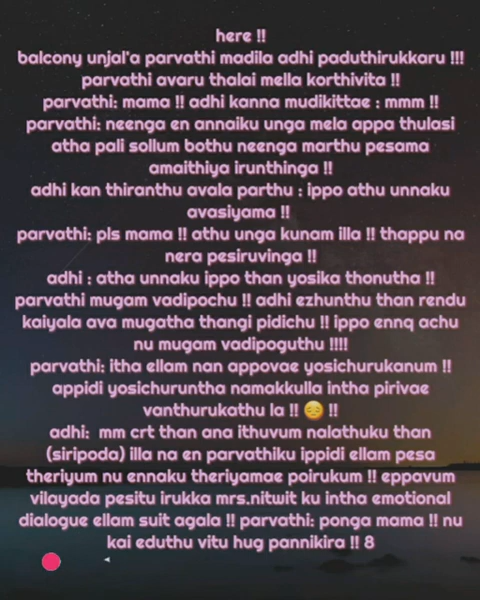 here !!
balcony unjal'a parvathi madila adhi paduthirukkaru !!!
parvathi avaru thalai mella korthivita !!
parvathi: mama !! adhi kanna mudikittae : mmm !!
parvathi: neenga en annaiku unga mela appa thulasi
atha pali sollum bothu neenga marthu pesama
amaithiya irunthinga !!
adhi kan thiranthu avala parthu : ippo athu unnaku
avasiyama !!
parvathi: pls mama !! athu unga kunam illa !! thappu na
nera pesiruvinga !!
adhi : atha unnaku ippo than yosika thonutha !!
parvathi mugam vadipochu !! adhi ezhunthu than rendu
kaiyala ava mugatha thangi pidichu !! ippo ennq achu
nu mugam vadipoguthu !!!!
parvathi: itha ellam nan appovae yosichurukanum !!
appidi yosichuruntha namakkulla intha pirivae
vanthurukathu la !! 😔 !!
adhi: mm crt than ana ithuvum nalathuku than
(siripoda) illa na en parvathiku ippidi ellam pesa
theriyum nu ennaku theriyamae poirukum !! eppavum
vilayada pesitu irukka mrs.nitwit ku intha emotional
dialogue ellam suit agala !! parvathi: ponga mama !! nu
kai eduthu vitu hug pannikira !! 8